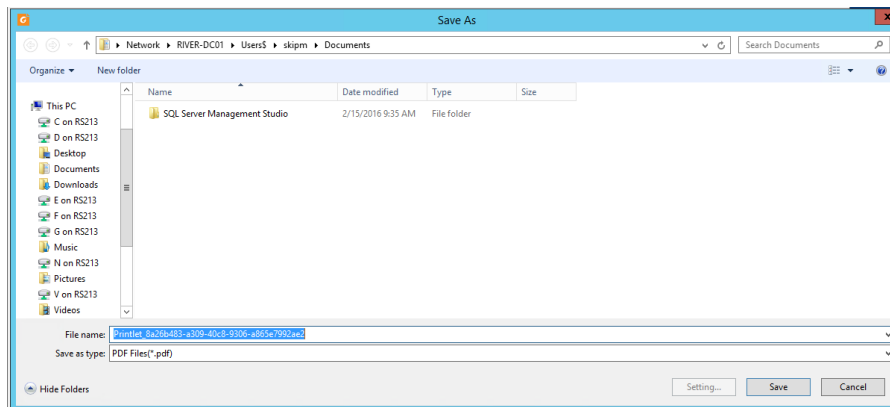 Save As
Network ▸ RIVER-DC01 ▸ Users$ ▸ skipm ▸ Documents
Search Documents
Organize
New folder
Name
Date modified
Type
Size
This PC
C on RS213
D on RS213
Desktop
Documents
Downloads
E on RS213
F on RS213
G on RS213
Music
N on RS213
Pictures
V on RS213
Videos
SQL Server Management Studio
2/15/2016 9:35 AM
File folder
File name: Printlet_8a26b483-a309-40c8-9306-a865e7992ae2
Save as type: PDF Files(*.pdf)
Hide Folders
Setting...
Save
Cancel